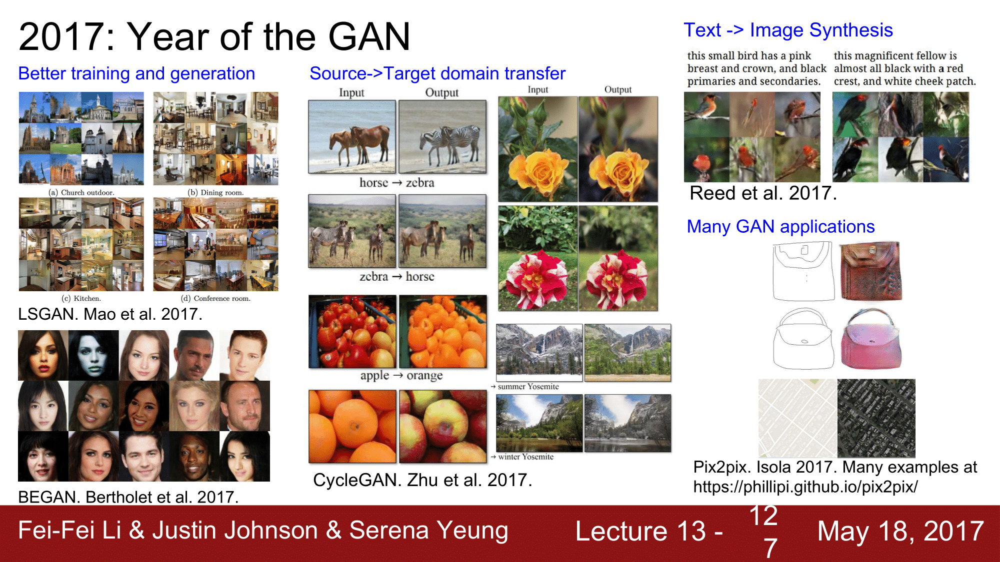 2017: Year of the GAN
Better training and generation
(a) Church outdoor.
(b) Dining room.
(c) Kitchen.
(d) Conference room.
LSGAN. Mao et al. 2017.
BEGAN. Bertholet et al. 2017.
Source->Target domain transfer
Input
Output
horse → zebra
zebra → horse
apple → orange
Input
Output
→ summer Yosemite
→ winter Yosemite
CycleGAN. Zhu et al. 2017.
Text -> Image Synthesis
this small bird has a pink
breast and crown, and black
primaries and secondaries.
this magnificent fellow is
almost all black with a red
crest, and white cheek patch.
Reed et al. 2017.
Many GAN applications
Pix2pix. Isola 2017. Many examples at
https://phillipi.github.io/pix2pix/
Fei-Fei Li & Justin Johnson & Serena Yeung
Lecture 13 -
12
7
May 18, 2017